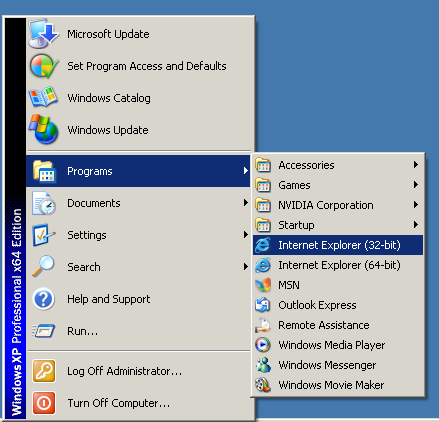 Microsoft Update
Set Program Access and Defaults
Windows Catalog
Windows Update
Programs
Documents
Settings
Search
Help and Support
Run...
Log Off Administrator...
Turn Off Computer...
WindowsXP Professional x64 Edition
Accessories
Games
NVIDIA Corporation
Startup
Internet Explorer (32-bit)
Internet Explorer (64-bit)
MSN
Outlook Express
Remote Assistance
Windows Media Player
Windows Messenger
Windows Movie Maker